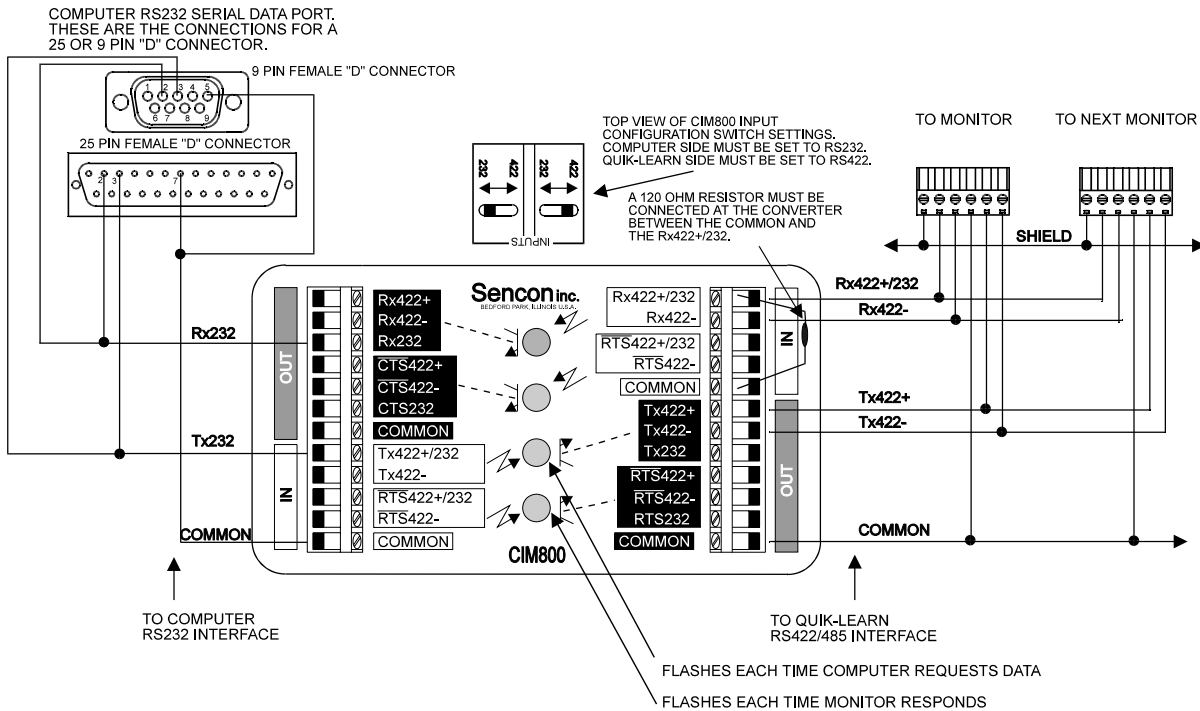 COMPUTER RS232 SERIAL DATA PORT.
THESE ARE THE CONNECTIONS FOR A
25 OR 9 PIN "D" CONNECTOR.
9 PIN FEMALE "D" CONNECTOR
1 2 3 4 5
6 7 8 9
25 PIN FEMALE "D" CONNECTOR
2 3 7
TOP VIEW OF CIM800 INPUT
CONFIGURATION SWITCH SETTINGS.
COMPUTER SIDE MUST BE SET TO RS232.
QUIK-LEARN SIDE MUST BE SET TO RS422.
232 422 232 422
INPUTS
A 120 OHM RESISTOR MUST BE
CONNECTED AT THE CONVERTER
BETWEEN THE COMMON AND
THE Rx422+/232.
TO MONITOR
TO NEXT MONITOR
SHIELD
Rx422+/232
Rx422-
Tx422+
Tx422-
COMMON
Rx232
Tx232
COMMON
OUT
IN
Rx422+
Rx422-
Rx232
CTS422+
CTS422-
CTS232
COMMON
Tx422+/232
Tx422-
RTS422+/232
RTS422-
COMMON
Sencon inc.
BEDFORD PARK, ILLINOIS U.S.A.
CIM800
Rx422+/232
Rx422-
RTS422+/232
RTS422-
COMMON
Tx422+
Tx422-
Tx232
RTS422+
RTS422-
RTS232
COMMON
IN
OUT
TO COMPUTER
RS232 INTERFACE
TO QUIK-LEARN
RS422/485 INTERFACE
FLASHES EACH TIME COMPUTER REQUESTS DATA
FLASHES EACH TIME MONITOR RESPONDS